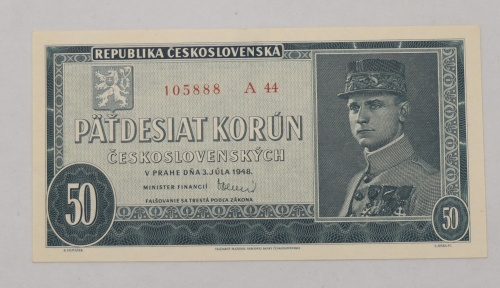 REPUBLIKA ČESKOSLOVENSKÁ
105888 A 44
PÄŤDESIAT KORÚN
ČESKOSLOVENSKÝCH
V PRAHE DŇA 3. JÚLA 1948.
MINISTER FINANCIÍ
FALŠOVANIE SA TRESTÁ PODĽA ZÁKONA
50
50